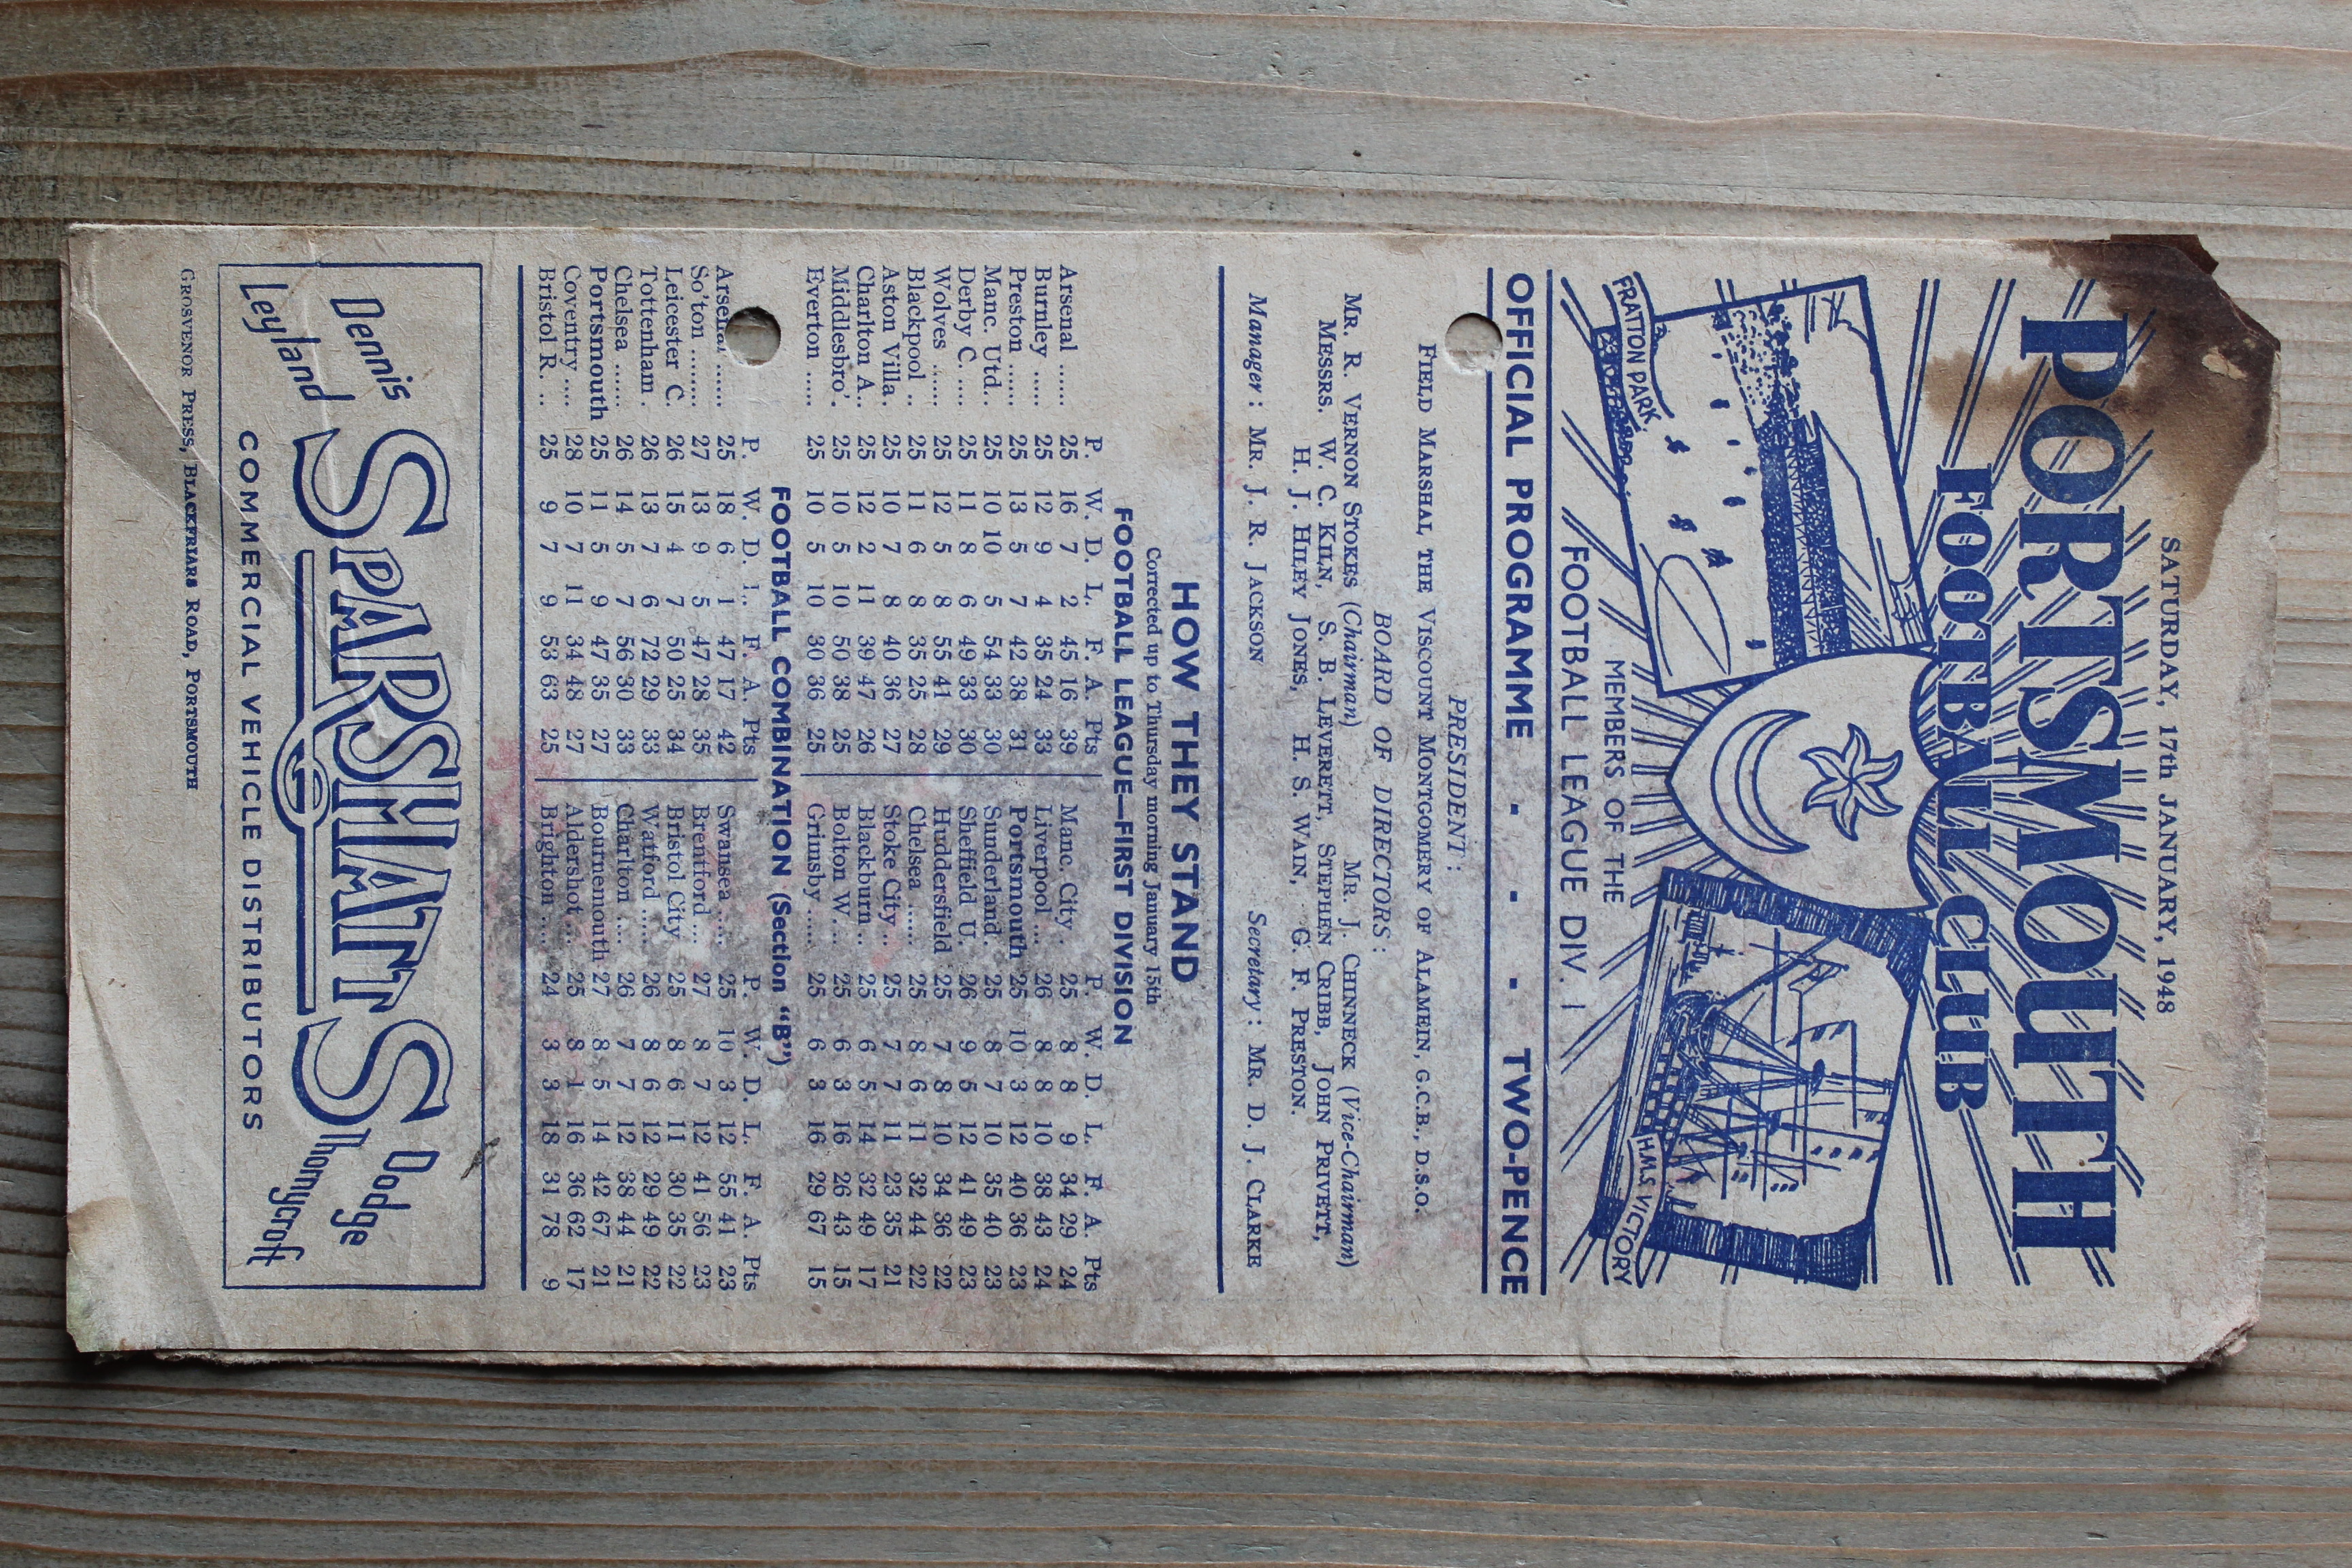 SATURDAY, 17th JANUARY, 1948
PORTSMOUTH
FOOTBALL CLUB
FRATTON PARK
H.M.S. VICTORY
MEMBERS OF THE
FOOTBALL LEAGUE DIV. 1
OFFICIAL PROGRAMME - - - TWO-PENCE
PRESIDENT:
FIELD MARSHAL THE VISCOUNT MONTGOMERY OF ALAMEIN, G.C.B., D.S.O.
BOARD OF DIRECTORS:
MR. R. VERNON STOKES (Chairman) MR. J. CHINNECK (Vice-Chairman)
MESSRS. W. C. KILN, S. B. LEVERETT, STEPHEN CRIBB, JOHN PRIVETT,
H. J. HILEY JONES, H. S. WAIN, G. F. PRESTON.
Manager: MR. J. R. JACKSON Secretary: MR. D. J. CLARKE
HOW THEY STAND
Corrected up to Thursday morning January 15th
FOOTBALL LEAGUE—FIRST DIVISION
P. W. D. L. F. A. Pts P. W. D. L. F. A. Pts
Arsenal ...... 25 16 7 2 45 16 39 Manc. City . 25 8 8 9 34 29 24
Burnley ..... 25 12 9 4 35 24 33 Liverpool ... 26 8 8 10 38 43 24
Preston ...... 25 13 5 7 42 38 31 Portsmouth 25 10 3 12 40 36 23
Manc. Utd.. 25 10 10 5 54 33 30 Sunderland. 25 8 7 10 35 40 23
Derby C. .... 25 11 8 6 49 33 30 Sheffield U. 26 9 5 12 41 49 23
Wolves ...... 25 12 5 8 55 41 29 Huddersfield 25 7 8 10 34 36 22
Blackpool .. 25 11 6 8 35 25 28 Chelsea ...... 25 8 6 11 32 44 22
Aston Villa. 25 10 7 8 40 36 27 Stoke City .. 25 7 7 11 23 35 21
Charlton A.. 25 12 2 11 39 47 26 Blackburn .. 25 6 5 14 32 49 17
Middlesbro'. 25 10 5 10 50 38 25 Bolton W... 25 6 3 16 26 43 15
Everton ..... 25 10 5 10 30 36 25 Grimsby ..... 25 6 3 16 29 67 15
FOOTBALL COMBINATION (Section "B")
P. W. D. L. F. A. Pts P. W. D. L. F. A. Pts
Arsenal ...... 25 18 6 1 47 17 42 Swansea ..... 25 10 3 12 55 41 23
So'ton ........ 27 13 9 5 47 28 35 Brentford ... 27 8 7 12 41 56 23
Leicester C. 26 15 4 7 50 25 34 Bristol City 25 8 6 11 30 35 22
Tottenham . 26 13 7 6 72 29 33 Watford ..... 26 8 6 12 29 49 22
Chelsea ...... 26 14 5 7 56 30 33 Charlton .... 26 7 7 12 38 44 21
Portsmouth 25 11 5 9 47 35 27 Bournemouth 27 8 5 14 42 67 21
Coventry .... 28 10 7 11 34 48 27 Aldershot ... 25 8 1 16 36 62 17
Bristol R. .. 25 9 7 9 53 63 25 Brighton .... 24 3 3 18 31 78 9
Dennis
Leyland
SPARSHATTS
Dodge
Thornycroft
COMMERCIAL VEHICLE DISTRIBUTORS
GROSVENOR PRESS, BLACKFRIARS ROAD, PORTSMOUTH